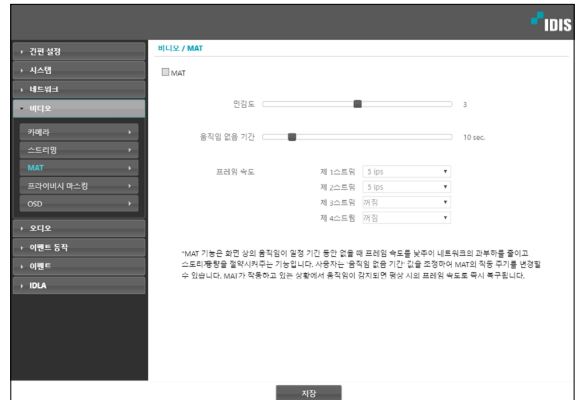 IDIS
간편 설정
시스템
네트워크
비디오
카메라
스트리밍
MAT
프라이버시 마스킹
OSD
오디오
이벤트 동작
이벤트
IDLA
비디오 / MAT
MAT
민감도 3
움직임 없음 기간 10 sec.
프레임 속도 제 1스트림 5 ips
제 2스트림 5 ips
제 3스트림 꺼짐
제 4스트림 꺼짐
*MAT 기능은 화면 상의 움직임이 일정 기간 동안 없을 때 프레임 속도를 낮추어 네트워크의 과부하를 줄이고
스토리지용량을 절약시켜주는 기능입니다. 사용자는 '움직임 없음 기간' 값을 조정하여 MAT의 작동 주기를 변경할
수 있습니다. MAT가 작동하고 있는 상황에서 움직임이 감지되면 평상 시의 프레임 속도로 즉시 복구됩니다.
저장